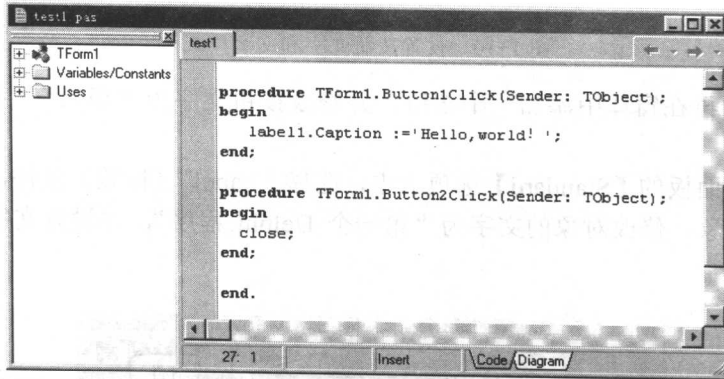 test1 pas
TForm1
Variables/Constants
Uses
test1
procedure TForm1.Button1Click(Sender: TObject);
begin
label1.Caption :='Hello,world! ';
end;
procedure TForm1.Button2Click(Sender: TObject);
begin
close;
end;
end.
27: 1
Insert
Code
Diagram